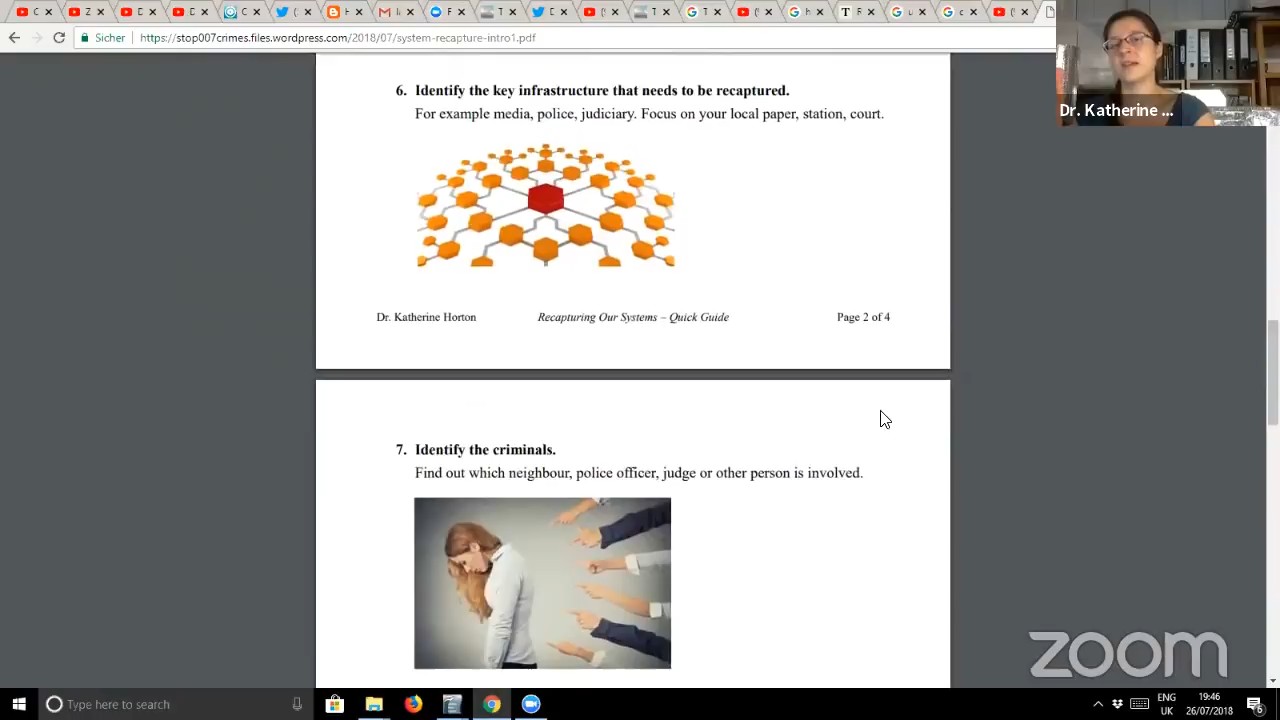 Sicher
https://stop007crimes.files.wordpress.com/2018/07/system-recapture-intro1.pdf
Dr. Katherine ...
6. Identify the key infrastructure that needs to be recaptured.
For example media, police, judiciary. Focus on your local paper, station, court.
Dr. Katherine Horton Recapturing Our Systems – Quick Guide Page 2 of 4
7. Identify the criminals.
Find out which neighbour, police officer, judge or other person is involved.
zoom
Type here to search
ENG 19:46
UK 26/07/2018
6